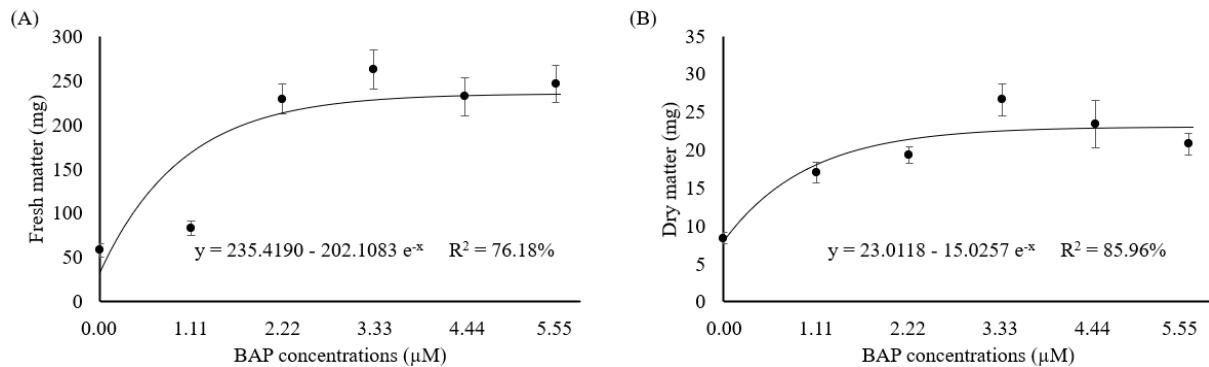 (A)
Fresh matter (mg)
300
250
200
150
100
50
0
y = 235.4190 - 202.1083 e⁻ˣ R² = 76.18%
0.00 1.11 2.22 3.33 4.44 5.55
BAP concentrations (µM)
(B)
Dry matter (mg)
35
30
25
20
15
10
5
0
y = 23.0118 - 15.0257 e⁻ˣ R² = 85.96%
0.00 1.11 2.22 3.33 4.44 5.55
BAP concentrations (µM)